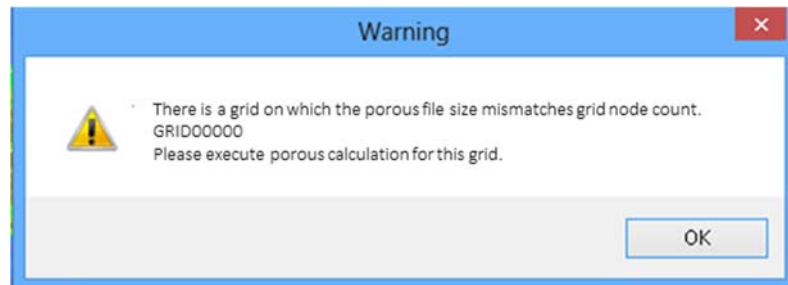 Warning
There is a grid on which the porous file size mismatches grid node count.
GRID00000
Please execute porous calculation for this grid.
OK